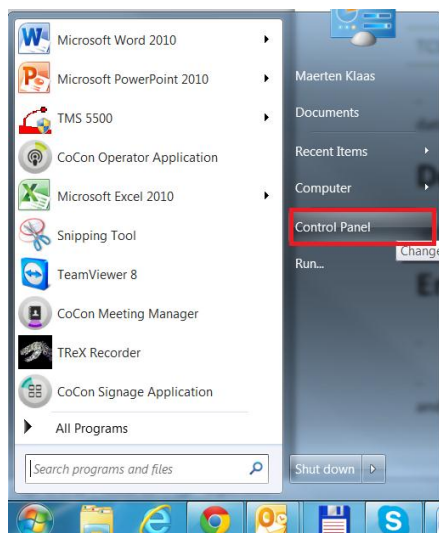 Microsoft Word 2010
Microsoft PowerPoint 2010
TMS 5500
CoCon Operator Application
Microsoft Excel 2010
Snipping Tool
TeamViewer 8
CoCon Meeting Manager
TReX Recorder
CoCon Signage Application
All Programs
Search programs and files
Maerten Klaas
Documents
Recent Items
Computer
Control Panel
Change
Run...
Shut down